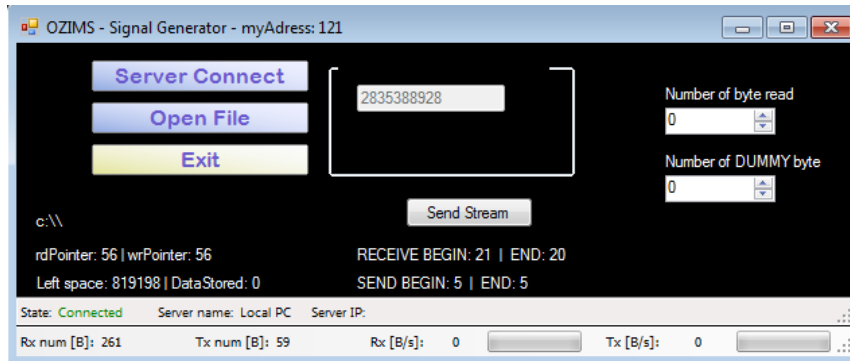 OZIMS - Signal Generator - myAdress: 121
Server Connect
Open File
Exit
2835388928
Number of byte read
0
Number of DUMMY byte
0
Send Stream
c:\\
rdPointer: 56 | wrPointer: 56
RECEIVE BEGIN: 21 | END: 20
Left space: 819198 | DataStored: 0
SEND BEGIN: 5 | END: 5
State: Connected Server name: Local PC Server IP:
Rx num [B]: 261 Tx num [B]: 59 Rx [B/s]: 0 Tx [B/s]: 0